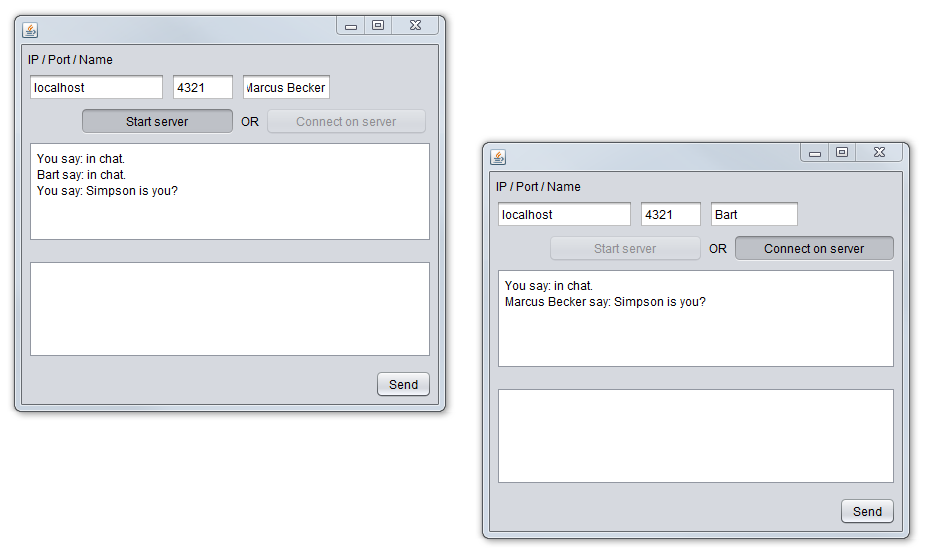 IP / Port / Name
localhost 4321 Marcus Becker
Start server OR Connect on server
You say: in chat.
Bart say: in chat.
You say: Simpson is you?
Send
IP / Port / Name
localhost 4321 Bart
Start server OR Connect on server
You say: in chat.
Marcus Becker say: Simpson is you?
Send